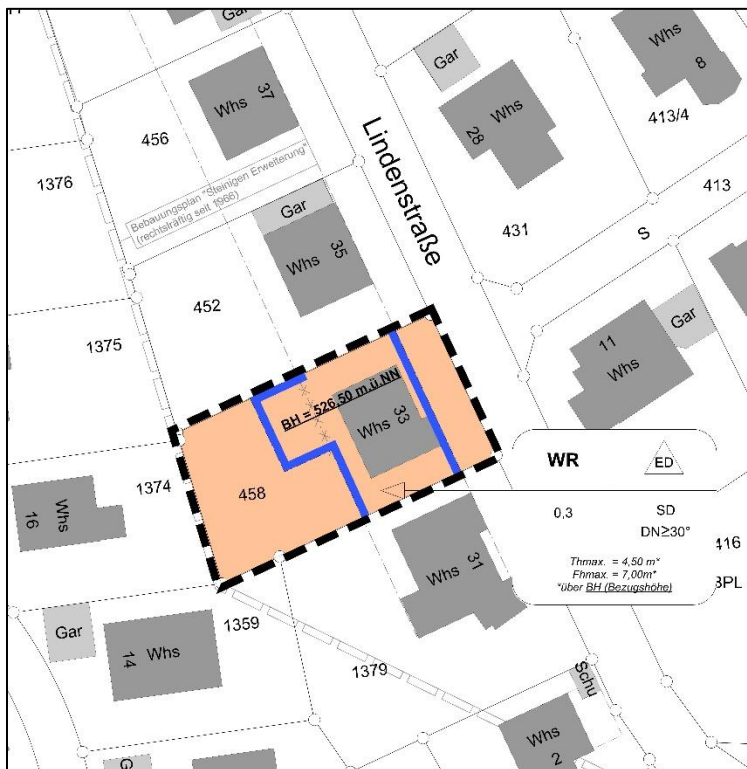 Whs 37
Gar
Whs 28
Whs 8
413/4
456
1376
Bebauungsplan "Steinigen Erweiterung"
(rechtskräftig seit 1966)
Lindenstraße
413
431
S
Gar
Whs 35
452
1375
11 Whs
Gar
BH = 526,50 m.ü.NN
Whs 33
WR
ED
1374
458
0,3
SD
DN≥30°
416
Thmax. = 4,50 m*
Fhmax. = 7,00m*
*über BH (Bezugshöhe)
BPL
Whs 16
Whs 31
Gar
14 Whs
1359
1379
Schu
Whs 2